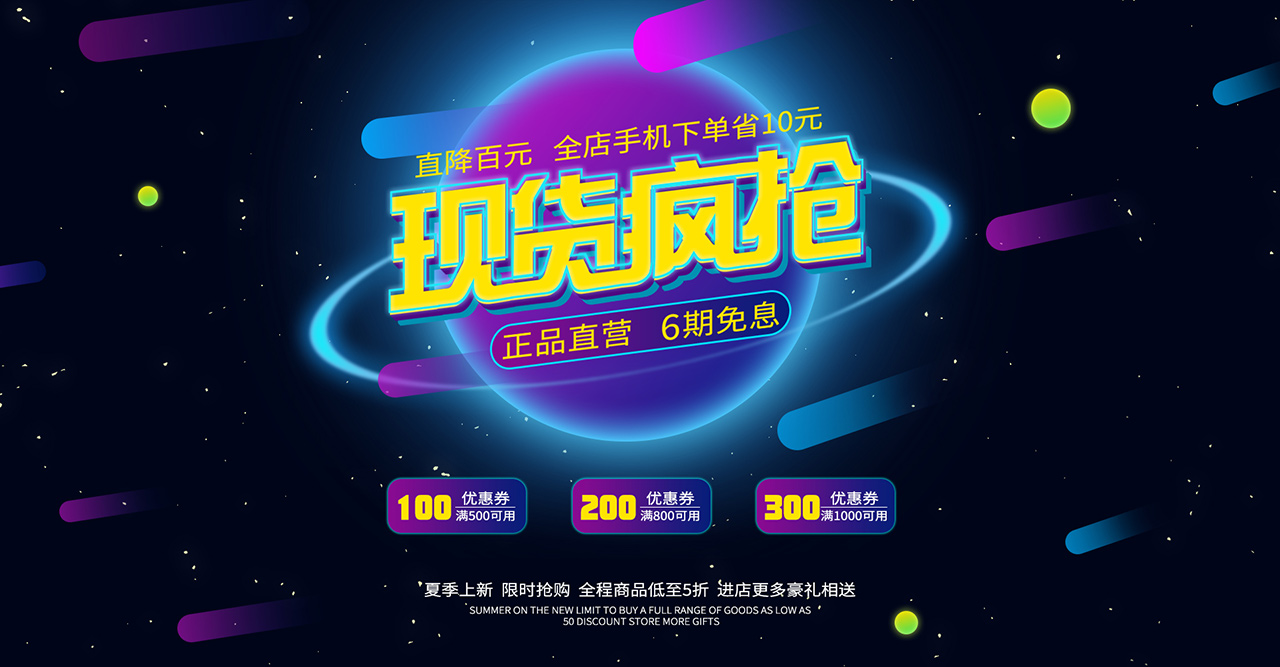 直降百元 全店手机下单省10元
现货疯抢
正品直营 6期免息
100 优惠券 满500可用
200 优惠券 满800可用
300 优惠券 满1000可用
夏季上新 限时抢购 全程商品低至5折 进店更多豪礼相送
SUMMER ON THE NEW LIMIT TO BUY A FULL RANGE OF GOODS AS LOW AS
50 DISCOUNT STORE MORE GIFTS